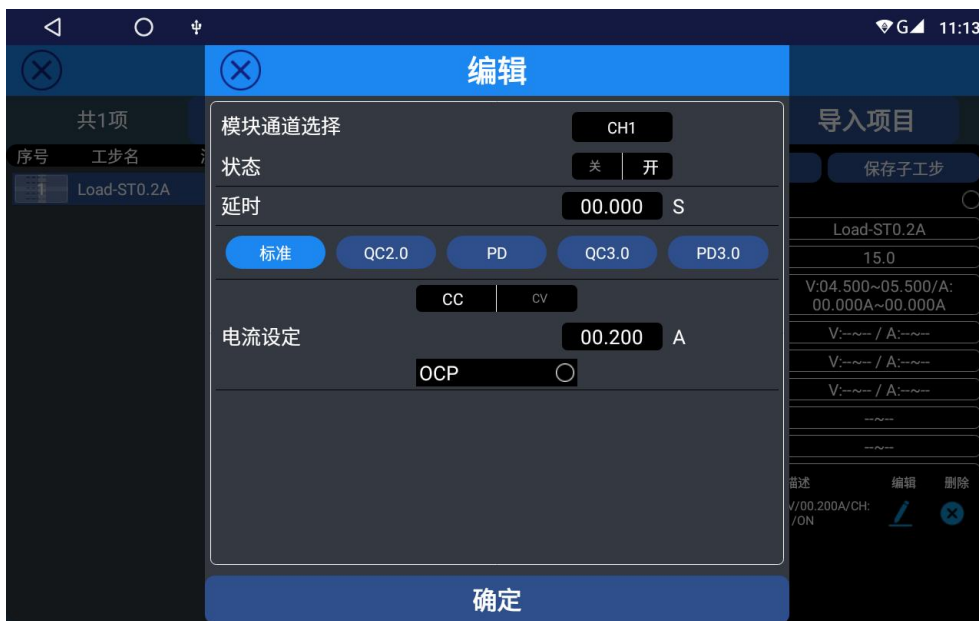 G 11:13
编辑
共1项
导入项目
序号 工步名
保存子工步
1 Load-ST0.2A
模块通道选择 CH1
状态 关 开
延时 00.000 S
标准 QC2.0 PD QC3.0 PD3.0
CC CV
电流设定 00.200 A
OCP
确定
Load-ST0.2A
15.0
V:04.500~05.500/A:
00.000A~00.000A
V:--~-- / A:--~--
V:--~-- / A:--~--
V:--~-- / A:--~--
--~--
--~--
描述 编辑 删除
V/00.200A/CH:
/ON